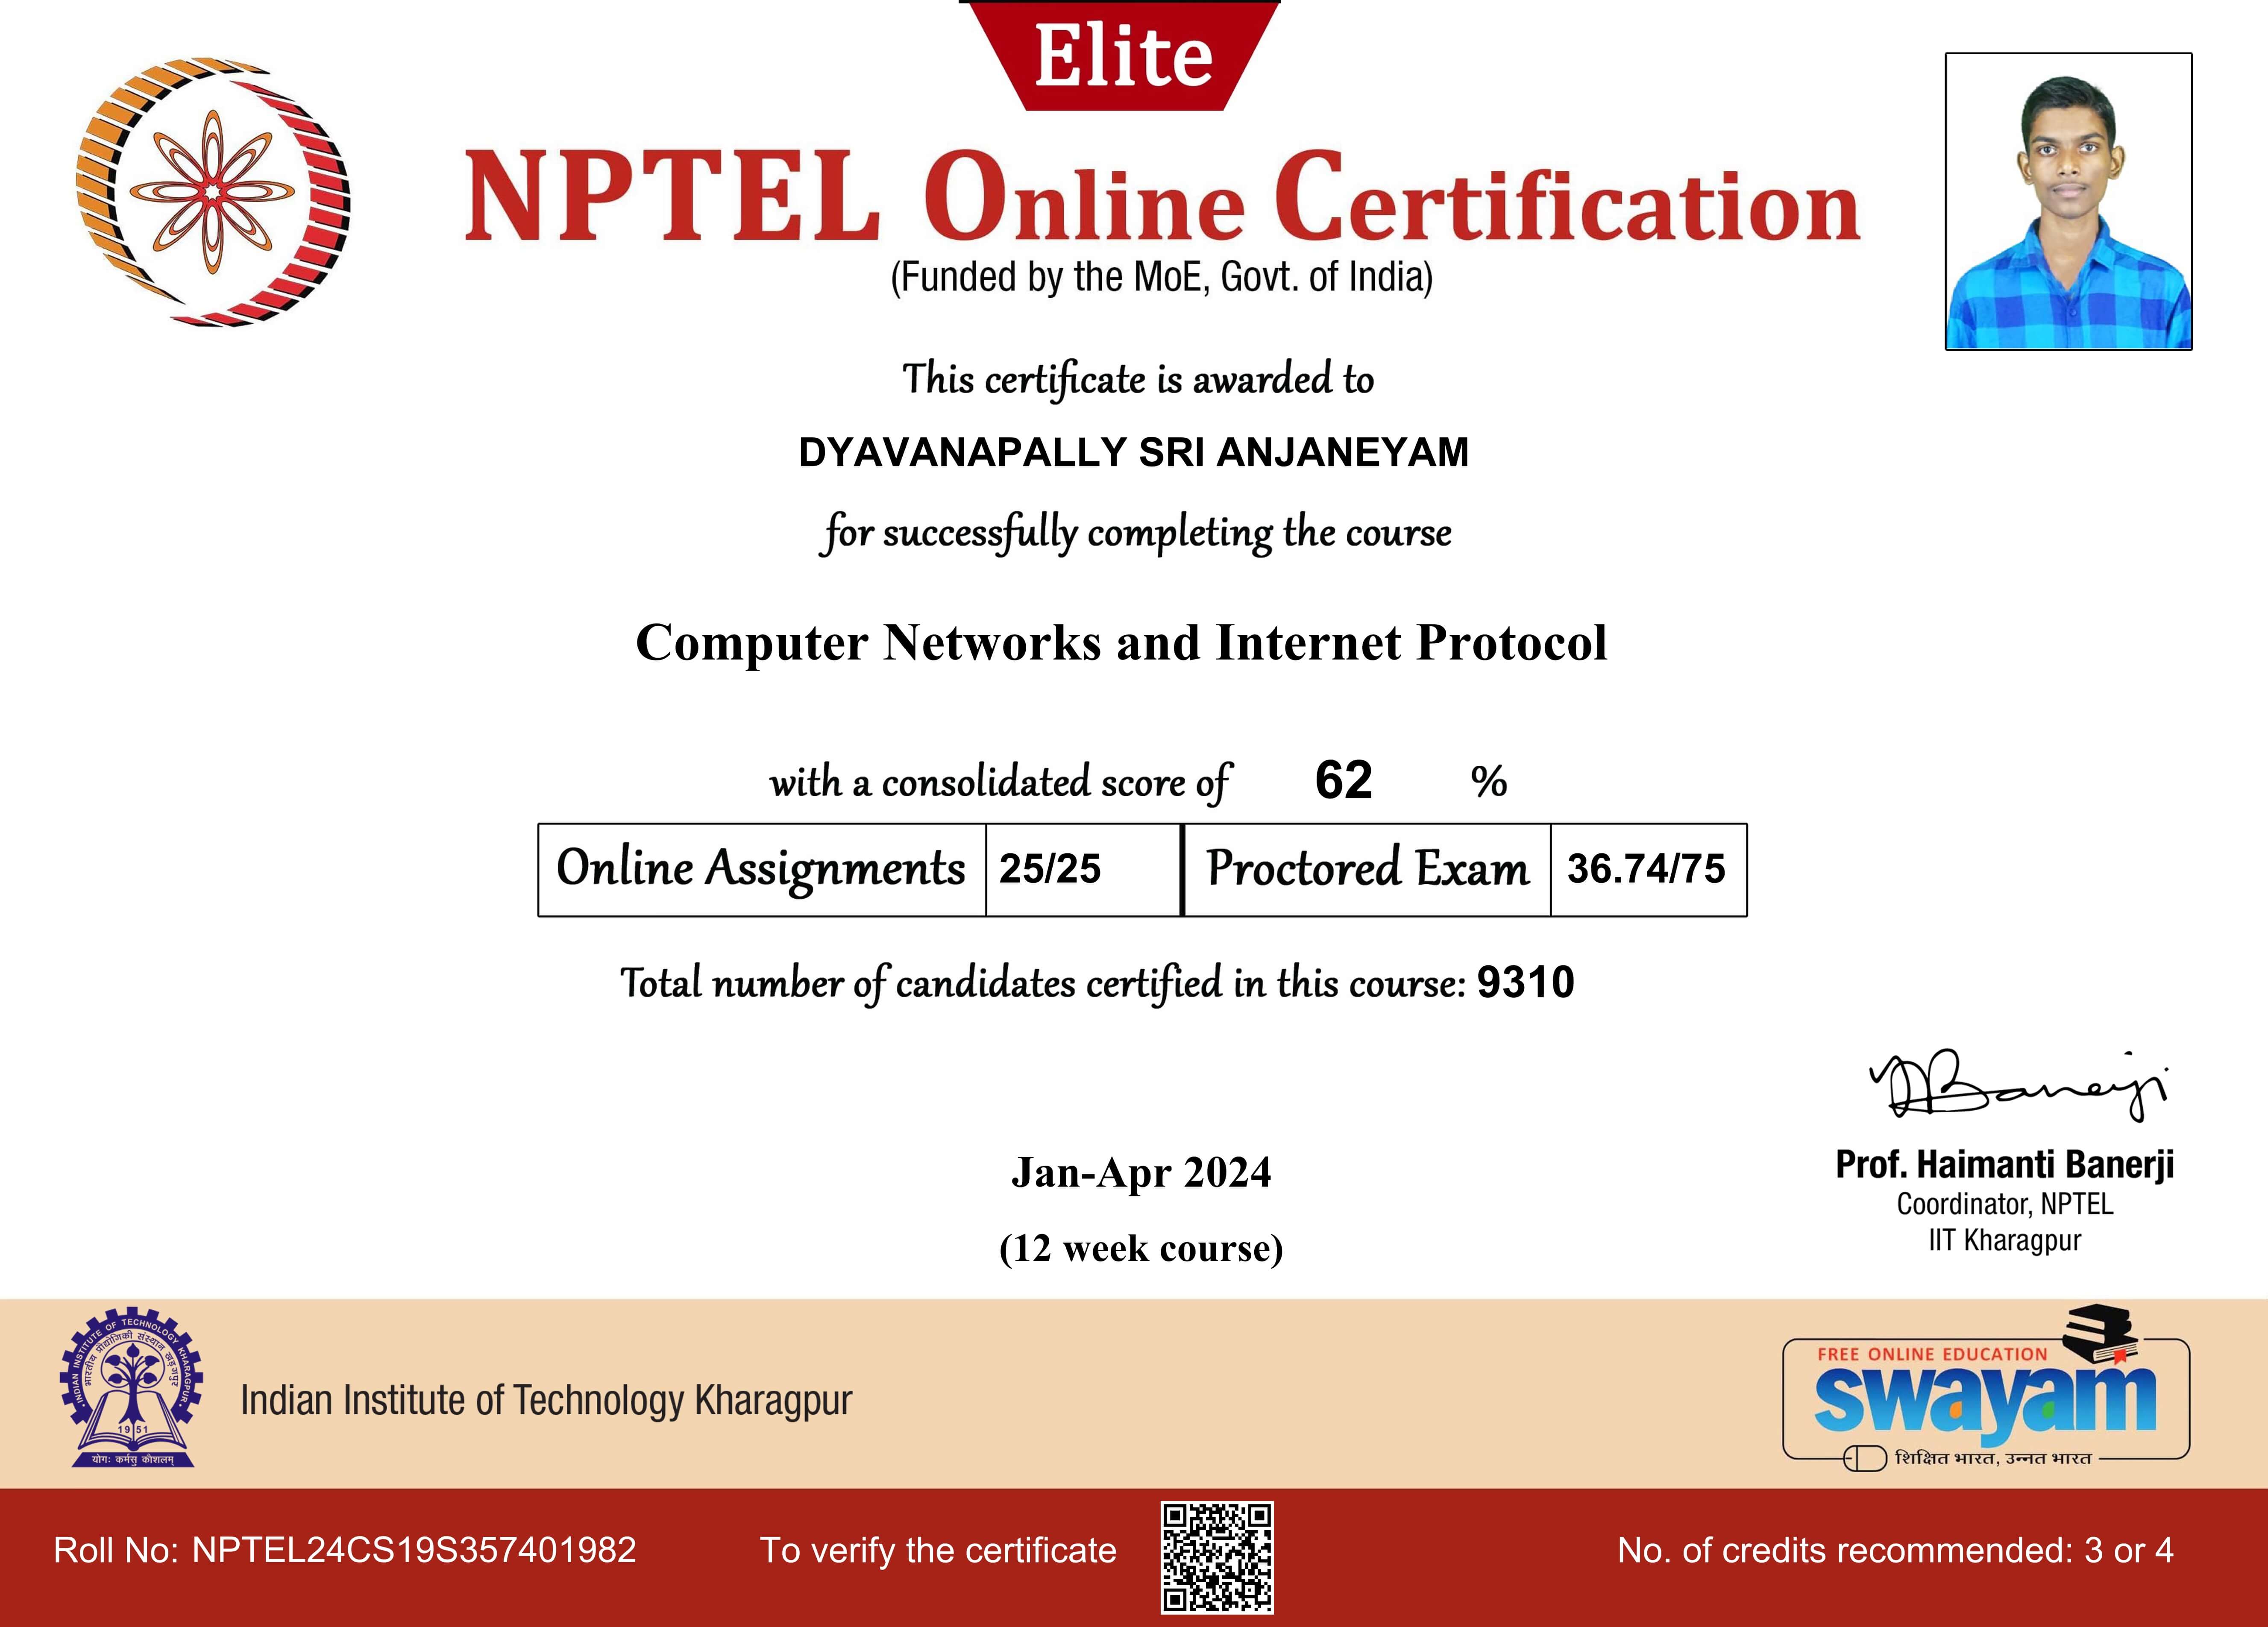 Elite
NPTEL Online Certification
(Funded by the MoE, Govt. of India)
This certificate is awarded to
DYAVANAPALLY SRI ANJANEYAM
for successfully completing the course
Computer Networks and Internet Protocol
with a consolidated score of 62 %
Online Assignments 25/25 Proctored Exam 36.74/75
Total number of candidates certified in this course: 9310
Banerji
Prof. Haimanti Banerji
Coordinator, NPTEL
IIT Kharagpur
Jan-Apr 2024
(12 week course)
INDIAN INSTITUTE OF TECHNOLOGY KHARAGPUR
भारतीय प्रौद्योगिकी संस्थान खड़गपुर
1951
योगः कर्मसु कौशलम्
Indian Institute of Technology Kharagpur
FREE ONLINE EDUCATION
swayam
शिक्षित भारत, उन्नत भारत
Roll No: NPTEL24CS19S357401982
To verify the certificate
No. of credits recommended: 3 or 4